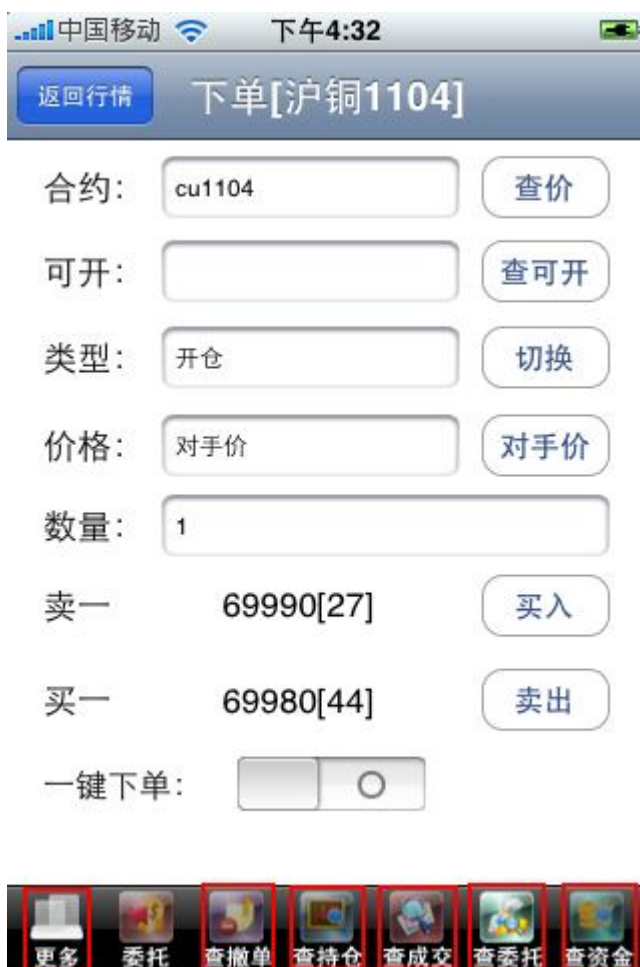 中国移动 下午4:32
返回行情 下单[沪铜1104]
合约: cu1104 查价
可开: 查可开
类型: 开仓 切换
价格: 对手价 对手价
数量: 1
卖一 69990[27] 买入
买一 69980[44] 卖出
一键下单:
更多 委托 查撤单 查持仓 查成交 查委托 查资金